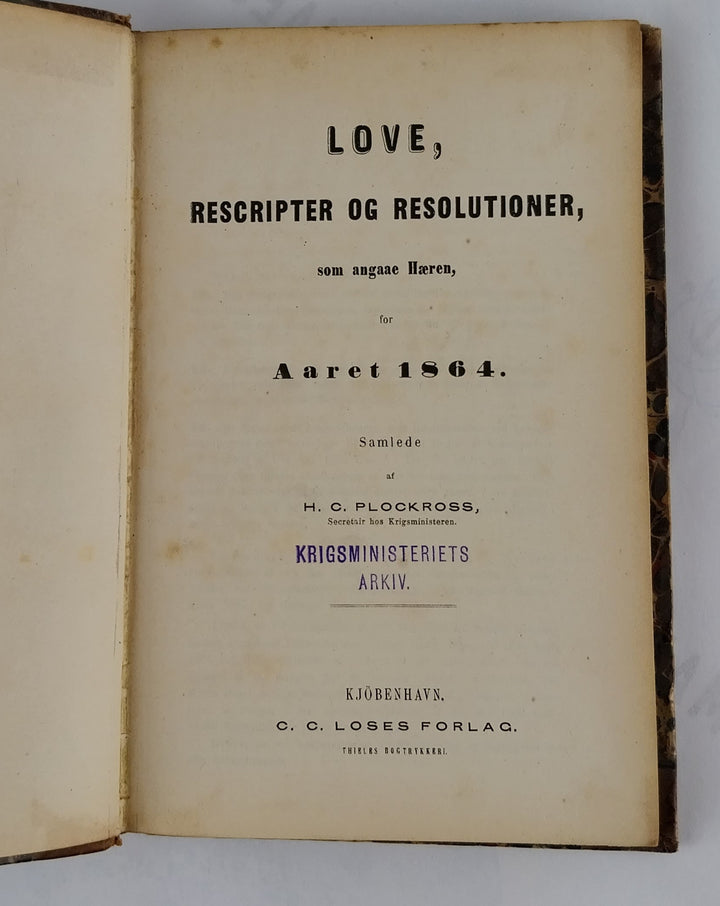 LOVE,
RESCRIPTER OG RESOLUTIONER,
som angaae Hæren,
for
Aaret 1864.
Samlede
af
H. C. PLOCKROSS,
Secretair hos Krigsministeren.
KRIGSMINISTERIETS
ARKIV.
KJÖBENHAVN.
C. C. LOSES FORLAG.
THIELES BOGTRYKKERI.